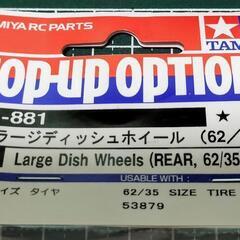 MIYA RC PARTS
TAM
OP-UP OPTION
-881
ラージディッシュホイール (62/
Large Dish Wheels (REAR, 62/35
USABLE WITH :
イズ タイヤ
62/35 SIZE TIRE
53879